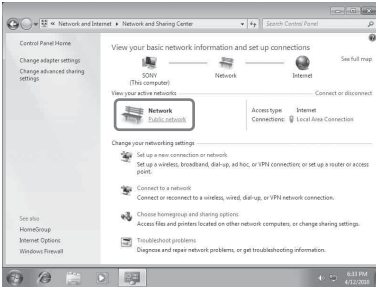 « Network and Internet ▸ Network and Sharing Center
Search Control Panel
Control Panel Home
Change adapter settings
Change advanced sharing
settings
View your basic network information and set up connections
See full map
SONY
(This computer)
Network
Internet
View your active networks
Connect or disconnect
Network
Public network
Access type: Internet
Connections: Local Area Connection
Change your networking settings
Set up a new connection or network
Set up a wireless, broadband, dial-up, ad hoc, or VPN connection; or set up a router or access
point.
Connect to a network
Connect or reconnect to a wireless, wired, dial-up, or VPN network connection.
Choose homegroup and sharing options
Access files and printers located on other network computers, or change sharing settings.
Troubleshoot problems
Diagnose and repair network problems, or get troubleshooting information.
See also
HomeGroup
Internet Options
Windows Firewall
6:33 PM